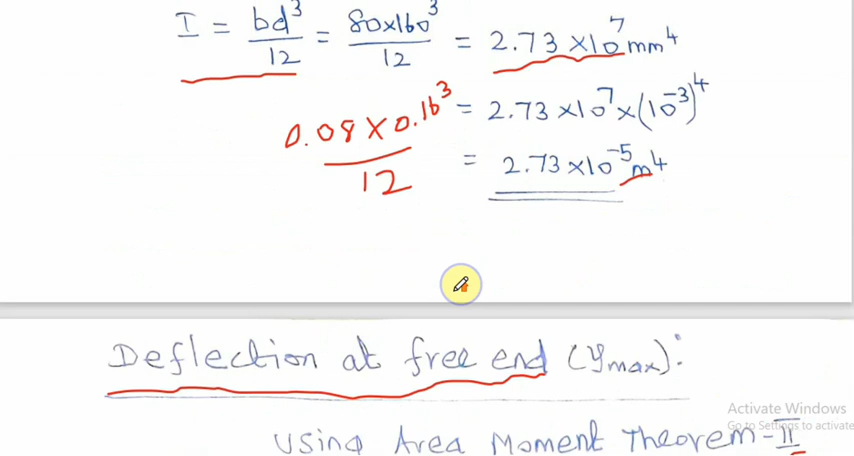 I = bd³/12 = 80×160³/12 = 2.73 ×10⁷ mm⁴
0.08 × 0.16³/12 = 2.73 ×10⁷ × (10⁻³)⁴
= 2.73 ×10⁻⁵ m⁴
Deflection at free end (ymax):
Activate Windows
Go to Settings to activate
Using Area Moment Theorem-II